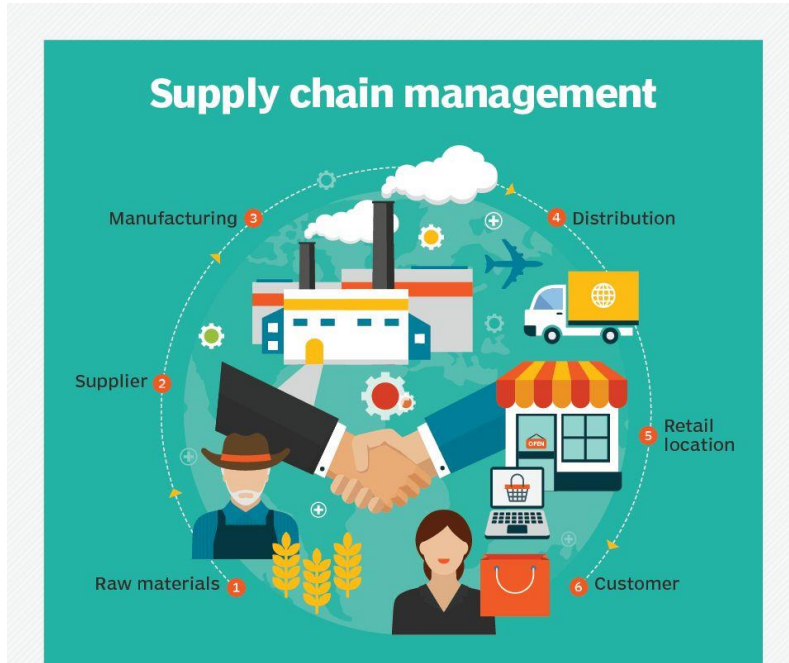 Supply chain management
Manufacturing 3
4 Distribution
Supplier 2
5 Retail
location
OPEN
Raw materials 1
6 Customer